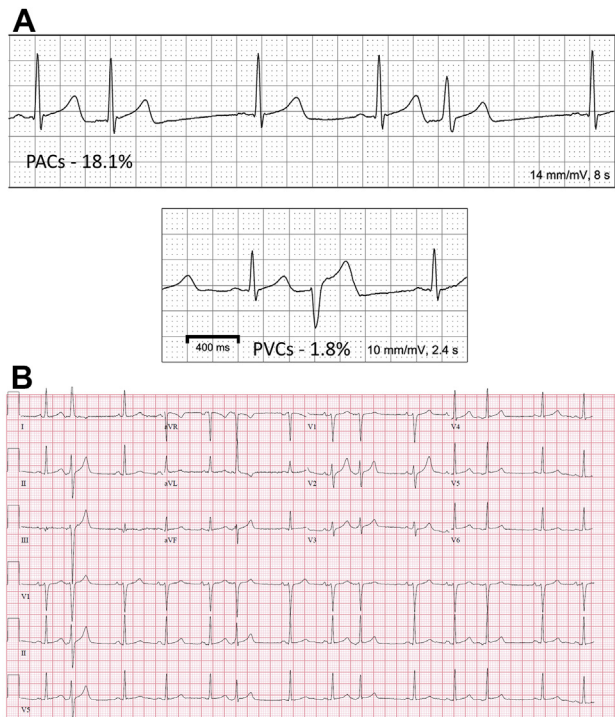 A
PACs - 18.1%
14 mm/mV, 8 s
400 ms
PVCs - 1.8%
10 mm/mV, 2.4 s
B
I
aVR
V1
V4
II
aVL
V2
V5
III
aVF
V3
V6
V1
II
V5